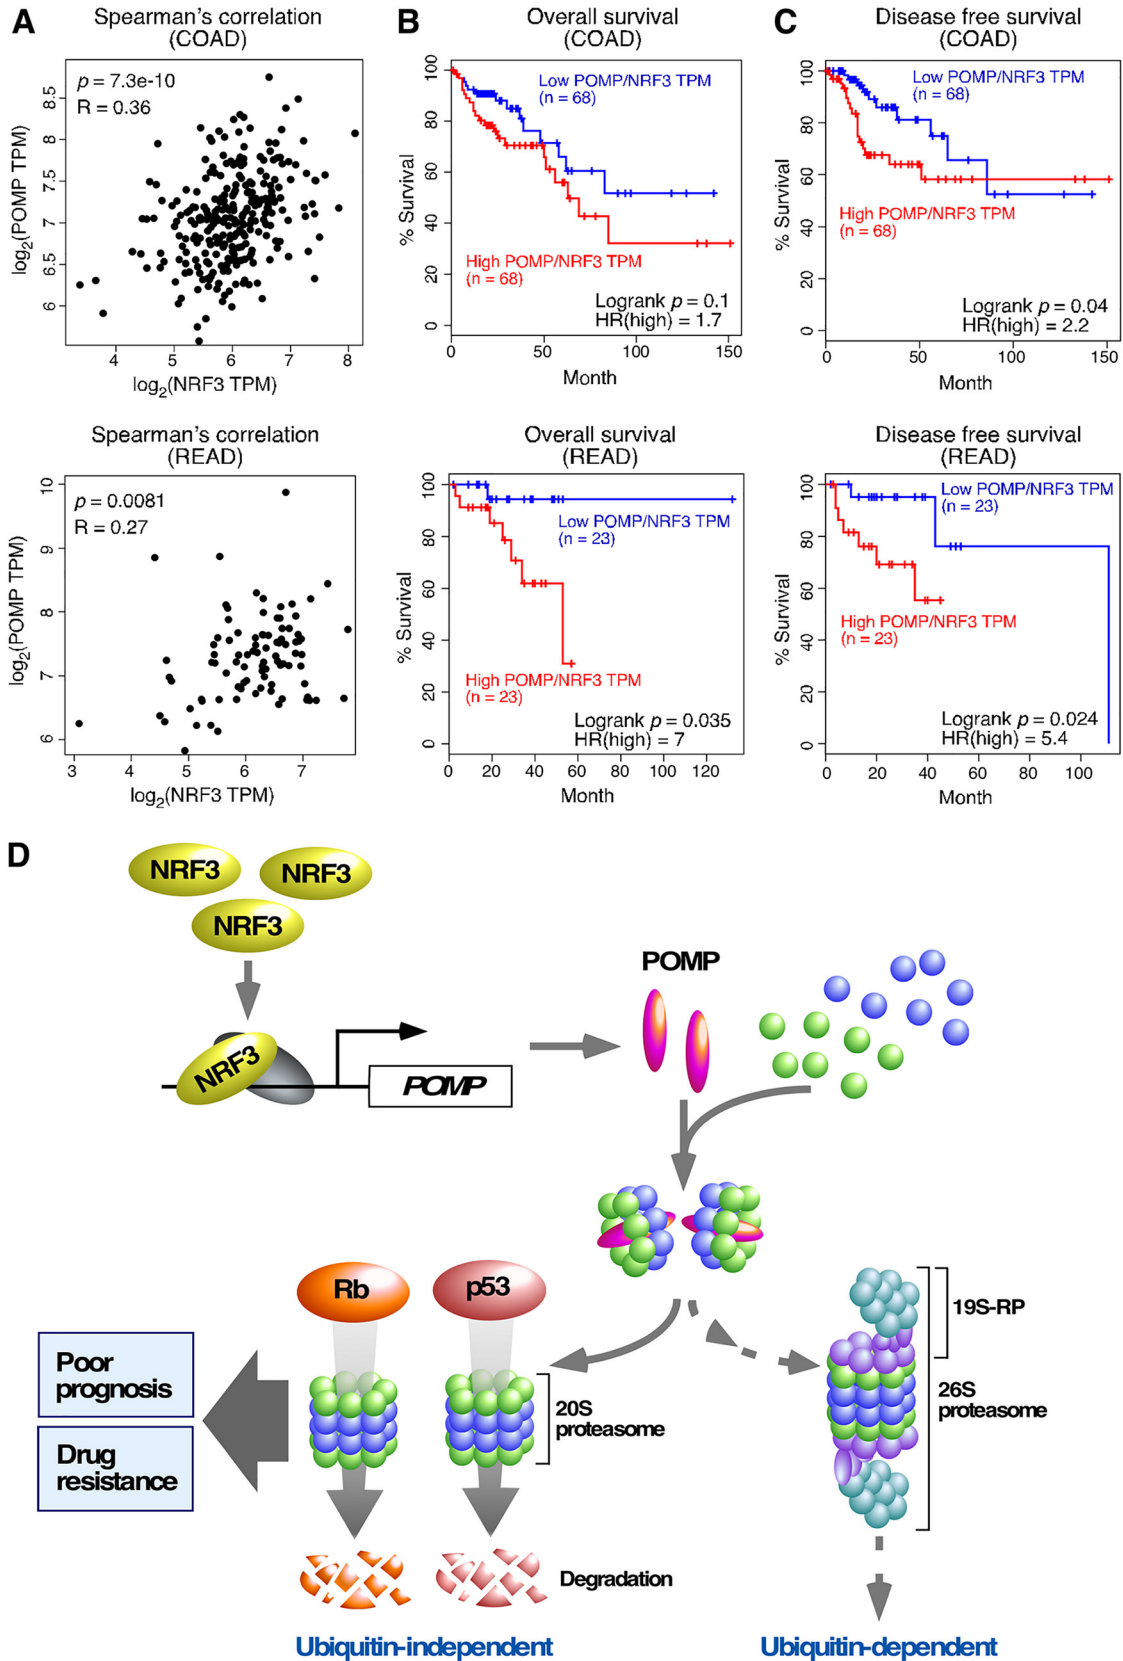 A
Spearman's correlation
(COAD)
p = 7.3e-10
R = 0.36
log2(POMP TPM)
8.5
8
7.5
7
6.5
6
4 5 6 7 8
log2(NRF3 TPM)
B
Overall survival
(COAD)
Low POMP/NRF3 TPM
(n = 68)
High POMP/NRF3 TPM
(n = 68)
Logrank p = 0.1
HR(high) = 1.7
% Survival
100
80
60
40
20
0
0 50 100 150
Month
C
Disease free survival
(COAD)
Low POMP/NRF3 TPM
(n = 68)
High POMP/NRF3 TPM
(n = 68)
Logrank p = 0.04
HR(high) = 2.2
% Survival
100
80
60
40
20
0
0 50 100 150
Month
Spearman's correlation
(READ)
p = 0.0081
R = 0.27
log2(POMP TPM)
10
9
8
7
6
3 4 5 6 7
log2(NRF3 TPM)
Overall survival
(READ)
Low POMP/NRF3 TPM
(n = 23)
High POMP/NRF3 TPM
(n = 23)
Logrank p = 0.035
HR(high) = 7
% Survival
100
80
60
40
20
0
0 20 40 60 80 100 120
Month
Disease free survival
(READ)
Low POMP/NRF3 TPM
(n = 23)
High POMP/NRF3 TPM
(n = 23)
Logrank p = 0.024
HR(high) = 5.4
% Survival
100
80
60
40
20
0
0 20 40 60 80 100
Month
D
NRF3
NRF3
NRF3
NRF3
POMP
POMP
Rb
p53
20S
proteasome
19S-RP
26S
proteasome
Poor
prognosis
Drug
resistance
Degradation
Ubiquitin-independent
Ubiquitin-dependent